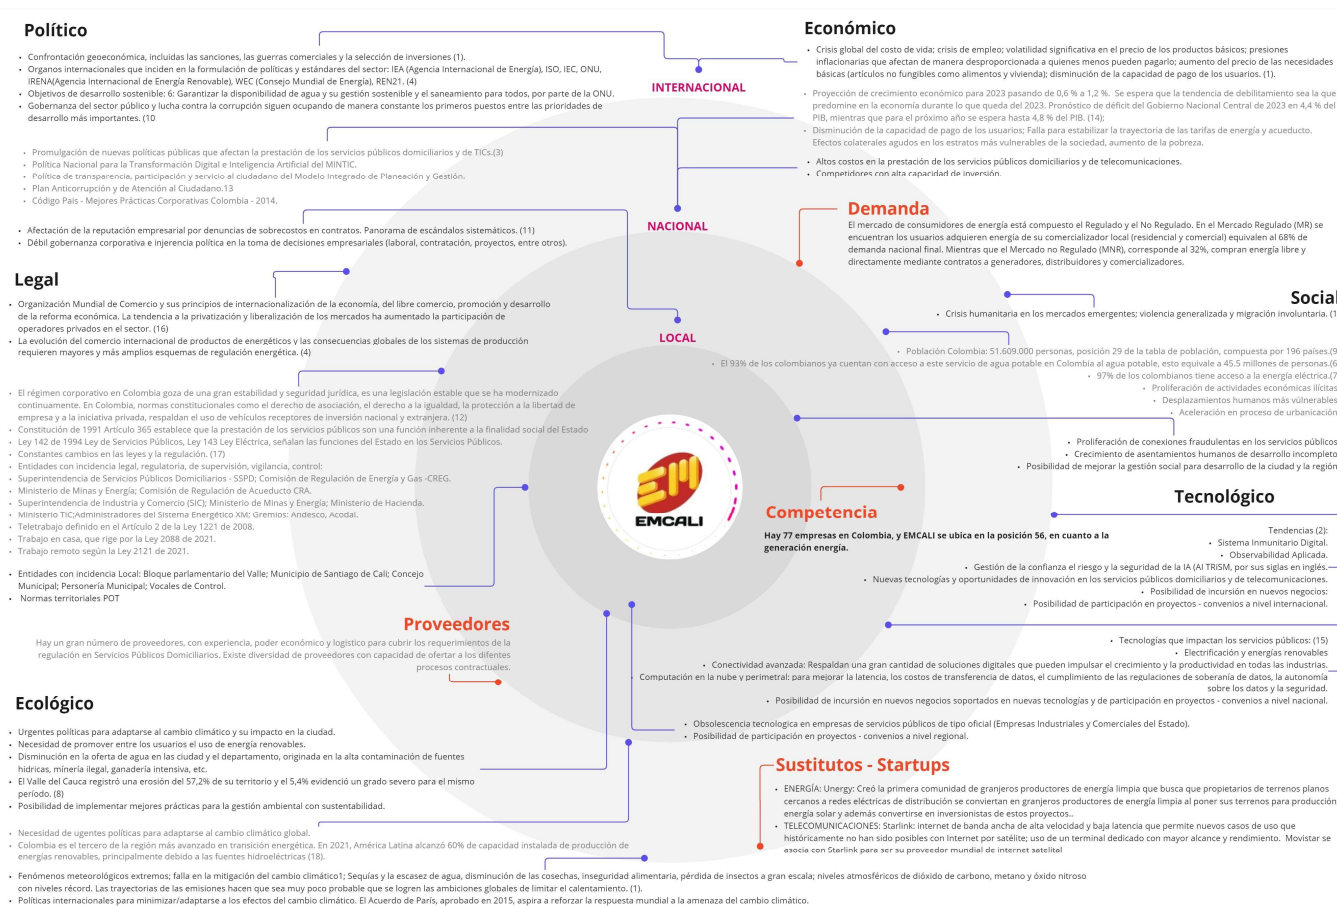 Político
• Confrontación geoeconómica, incluidas las sanciones, las guerras comerciales y la selección de inversiones (1).
• Organos internacionales que inciden en la formulación de políticas y estándares del sector: IEA (Agencia Internacional de Energía), ISO, IEC, ONU,
IRENA(Agencia Internacional de Energía Renovable), WEC (Consejo Mundial de Energía), REN21. (4)
• Objetivos de desarrollo sostenible: 6: Garantizar la disponibilidad de agua y su gestión sostenible y el saneamiento para todos, por parte de la ONU.
• Gobernanza del sector público y lucha contra la corrupción siguen ocupando de manera constante los primeros puestos entre las prioridades de
desarrollo más importantes. (10
• Promulgación de nuevas políticas públicas que afectan la prestación de los servicios públicos domiciliarios y de TICs.(3)
• Política Nacional para la Transformación Digital e Inteligencia Artificial del MINTIC.
• Política de transparencia, participación y servicio al ciudadano del Modelo Integrado de Planeación y Gestión.
• Plan Anticorrupción y de Atención al Ciudadano.13
• Código Pais - Mejores Prácticas Corporativas Colombia - 2014.
• Afectación de la reputación empresarial por denuncias de sobrecostos en contratos. Panorama de escándalos sistemáticos. (11)
• Débil gobernanza corporativa e injerencia política en la toma de decisiones empresariales (laboral, contratación, proyectos, entre otros).
INTERNACIONAL
NACIONAL
LOCAL
Económico
• Crisis global del costo de vida; crisis de empleo; volatilidad significativa en el precio de los productos básicos; presiones
inflacionarias que afectan de manera desproporcionada a quienes menos pueden pagarlo; aumento del precio de las necesidades
básicas (artículos no fungibles como alimentos y vivienda); disminución de la capacidad de pago de los usuarios. (1).
• Proyección de crecimiento económico para 2023 pasando de 0,6 % a 1,2 %. Se espera que la tendencia de debilitamiento sea la que
predomine en la economía durante lo que queda del 2023. Pronóstico de déficit del Gobierno Nacional Central de 2023 en 4,4 % del
PIB, mientras que para el próximo año se espera hasta 4,8 % del PIB. (14);
• Disminución de la capacidad de pago de los usuarios; Falla para estabilizar la trayectoria de las tarifas de energía y acueducto.
Efectos colaterales agudos en los estratos más vulnerables de la sociedad, aumento de la pobreza.
• Altos costos en la prestación de los servicios públicos domiciliarios y de telecomunicaciones.
• Competidores con alta capacidad de inversión.
Demanda
El mercado de consumidores de energía está compuesto el Regulado y el No Regulado. En el Mercado Regulado (MR) se
encuentran los usuarios adquieren energía de su comercializador local (residencial y comercial) equivalen al 68% de
demanda nacional final. Mientras que el Mercado no Regulado (MNR), corresponde al 32%, compran energía libre y
directamente mediante contratos a generadores, distribuidores y comercializadores.
Legal
• Organización Mundial de Comercio y sus principios de internacionalización de la economía, del libre comercio, promoción y desarrollo
de la reforma económica. La tendencia a la privatización y liberalización de los mercados ha aumentado la participación de
operadores privados en el sector. (16)
• La evolución del comercio internacional de productos de energéticos y las consecuencias globales de los sistemas de producción
requieren mayores y más amplios esquemas de regulación energética. (4)
• El régimen corporativo en Colombia goza de una gran estabilidad y seguridad jurídica, es una legislación estable que se ha modernizado
continuamente. En Colombia, normas constitucionales como el derecho de asociación, el derecho a la igualdad, la protección a la libertad de
empresa y a la iniciativa privada, respaldan el uso de vehículos receptores de inversión nacional y extranjera. (12)
• Constitución de 1991 Artículo 365 establece que la prestación de los servicios públicos son una función inherente a la finalidad social del Estado
• Ley 142 de 1994 Ley de Servicios Públicos, Ley 143 Ley Eléctrica, señalan las funciones del Estado en los Servicios Públicos.
• Constantes cambios en las leyes y la regulación. (17)
• Entidades con incidencia legal, regulatoria, de supervisión, vigilancia, control:
• Superintendencia de Servicios Públicos Domiciliarios - SSPD; Comisión de Regulación de Energía y Gas -CREG.
• Ministerio de Minas y Energía; Comisión de Regulación de Acueducto CRA.
• Superintendencia de Industria y Comercio (SIC); Ministerio de Minas y Energía; Ministerio de Hacienda.
• Ministerio TIC;Administradores del Sistema Energético XM; Gremios: Andesco, Acodal.
• Teletrabajo definido en el Artículo 2 de la Ley 1221 de 2008.
• Trabajo en casa, que rige por la Ley 2088 de 2021.
• Trabajo remoto según la Ley 2121 de 2021.
• Entidades con incidencia Local: Bloque parlamentario del Valle; Municipio de Santiago de Cali; Concejo
Municipal; Personería Municipal; Vocales de Control.
• Normas territoriales POT
Social
• Crisis humanitaria en los mercados emergentes; violencia generalizada y migración involuntaria. (1
• Población Colombia: 51.609.000 personas, posición 29 de la tabla de población, compuesta por 196 países.(9
• El 93% de los colombianos ya cuentan con acceso a este servicio de agua potable en Colombia al agua potable, esto equivale a 45.5 millones de personas.(6
• 97% de los colombianos tiene acceso a la energía eléctrica.(7
• Proliferación de actividades económicas ilícitas
• Desplazamientos humanos más vúlnerables
• Aceleración en proceso de urbanización
• Proliferación de conexiones fraudulentas en los servicios públicos
• Crecimiento de asentamientos humanos de desarrollo incompleto
• Posibilidad de mejorar la gestión social para desarrollo de la ciudad y la región
EM
EMCALI
Competencia
Hay 77 empresas en Colombia, y EMCALI se ubica en la posición 56, en cuanto a la
generación energía.
Tecnológico
Tendencias (2):
• Sistema Inmunitario Digital.
• Observabilidad Aplicada.
• Gestión de la confianza el riesgo y la seguridad de la IA (AI TRiSM, por sus siglas en inglés.
• Nuevas tecnologías y oportunidades de innovación en los servicios públicos domiciliarios y de telecomunicaciones.
• Posibilidad de incursión en nuevos negocios:
• Posibilidad de participación en proyectos - convenios a nivel internacional.
• Tecnologías que impactan los servicios públicos: (15)
• Electrificación y energías renovables
• Conectividad avanzada: Respaldan una gran cantidad de soluciones digitales que pueden impulsar el crecimiento y la productividad en todas las industrias.
Computación en la nube y perimetral: para mejorar la latencia, los costos de transferencia de datos, el cumplimiento de las regulaciones de soberanía de datos, la autonomía
sobre los datos y la seguridad.
• Posibilidad de incursión en nuevos negocios soportados en nuevas tecnologías y de participación en proyectos - convenios a nivel nacional.
• Obsolescencia tecnologica en empresas de servicios públicos de tipo oficial (Empresas Industriales y Comerciales del Estado).
• Posibilidad de participación en proyectos - convenios a nivel regional.
Proveedores
Hay un gran número de proveedores, con experiencia, poder económico y logistico para cubrir los requerimientos de la
regulación en Servicios Públicos Domiciliarios. Existe diversidad de proveedores con capacidad de ofertar a los difentes
procesos contractuales.
Ecológico
• Urgentes políticas para adaptarse al cambio climático y su impacto en la ciudad.
• Necesidad de promover entre los usuarios el uso de energía renovables.
• Disminución en la oferta de agua en las ciudad y el departamento, originada en la alta contaminación de fuentes
hidricas, mínería ilegal, ganadería intensiva, etc.
• El Valle del Cauca registró una erosión del 57,2% de su territorio y el 5,4% evidenció un grado severo para el mismo
período. (8)
• Posibilidad de implementar mejores prácticas para la gestión ambiental con sustentabilidad.
• Necesidad de ugentes políticas para adaptarse al cambio climático global.
• Colombia es el tercero de la región más avanzado en transición energética. En 2021, América Latina alcanzó 60% de capacidad instalada de producción de
energías renovables, principalmente debido a las fuentes hidroeléctricas (18).
• Fenómenos meteorológicos extremos; falla en la mitigación del cambio climático1; Sequías y la escasez de agua, disminución de las cosechas, inseguridad alimentaria, pérdida de insectos a gran escala; niveles atmosféricos de dióxido de carbono, metano y óxido nitroso
con niveles récord. Las trayectorias de las emisiones hacen que sea muy poco probable que se logren las ambiciones globales de limitar el calentamiento. (1).
• Políticas internacionales para minimizar/adaptarse a los efectos del cambio climático. El Acuerdo de París, aprobado en 2015, aspira a reforzar la respuesta mundial a la amenaza del cambio climático.
Sustitutos - Startups
• ENERGÍA: Unergy: Creó la primera comunidad de granjeros productores de energía limpia que busca que propietarios de terrenos planos
cercanos a redes eléctricas de distribución se conviertan en granjeros productores de energía limpia al poner sus terrenos para producción
energía solar y además convertirse en inversionistas de estos proyectos..
• TELECOMUNICACIONES: Starlink: internet de banda ancha de alta velocidad y baja latencia que permite nuevos casos de uso que
históricamente no han sido posibles con Internet por satélite; uso de un terminal dedicado con mayor alcance y rendimiento. Movistar se
asocia con Starlink para ser su proveedor mundial de internet satelital